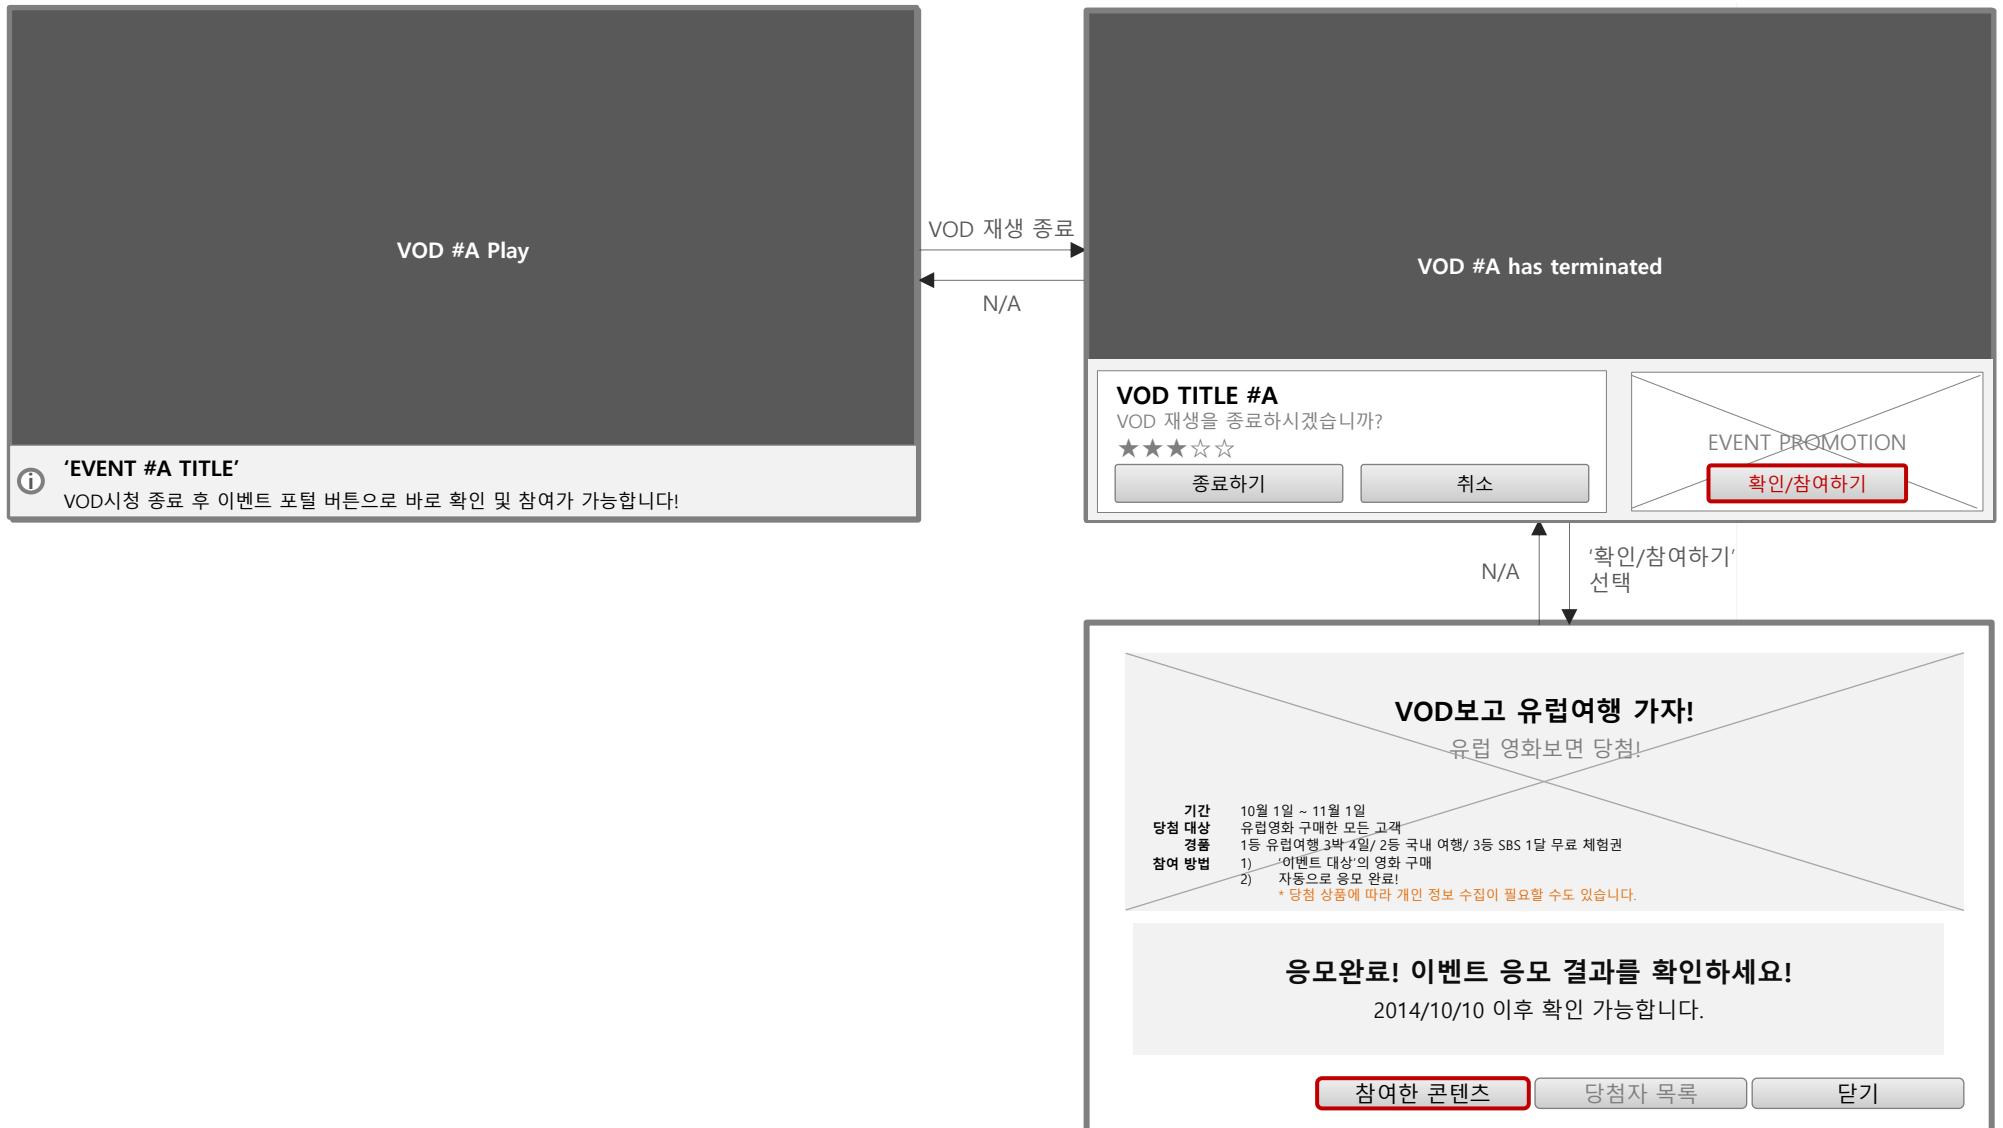 VOD #A Play
‘EVENT #A TITLE’
VOD시청 종료 후 이벤트 포털 버튼으로 바로 확인 및 참여가 가능합니다!
VOD 재생 종료
N/A
VOD #A has terminated
VOD TITLE #A
VOD 재생을 종료하시겠습니까?
★★★☆☆
종료하기
취소
EVENT PROMOTION
확인/참여하기
N/A
‘확인/참여하기’
선택
VOD보고 유럽여행 가자!
유럽 영화보면 당첨!
기간 10월 1일 ~ 11월 1일
당첨 대상 유럽영화 구매한 모든 고객
경품 1등 유럽여행 3박 4일/ 2등 국내 여행/ 3등 SBS 1달 무료 체험권
참여 방법 1) ‘이벤트 대상’의 영화 구매
2) 자동으로 응모 완료!
* 당첨 상품에 따라 개인 정보 수집이 필요할 수도 있습니다.
응모완료! 이벤트 응모 결과를 확인하세요!
2014/10/10 이후 확인 가능합니다.
참여한 콘텐츠
당첨자 목록
닫기